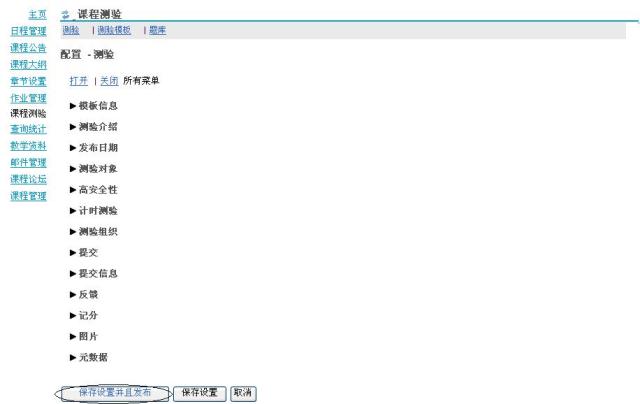 主页
日程管理
课程公告
课程大纲
章节设置
作业管理
课程测验
查询统计
教学资料
邮件管理
课程论坛
课程管理
课程测验
测验 | 测验模板 | 题库
配置 - 测验
打开 | 关闭 所有菜单
▶模板信息
▶测验介绍
▶发布日期
▶测验对象
▶高安全性
▶计时测验
▶测验组织
▶提交
▶提交信息
▶反馈
▶记分
▶图片
▶元数据
保存设置并且发布 保存设置 取消